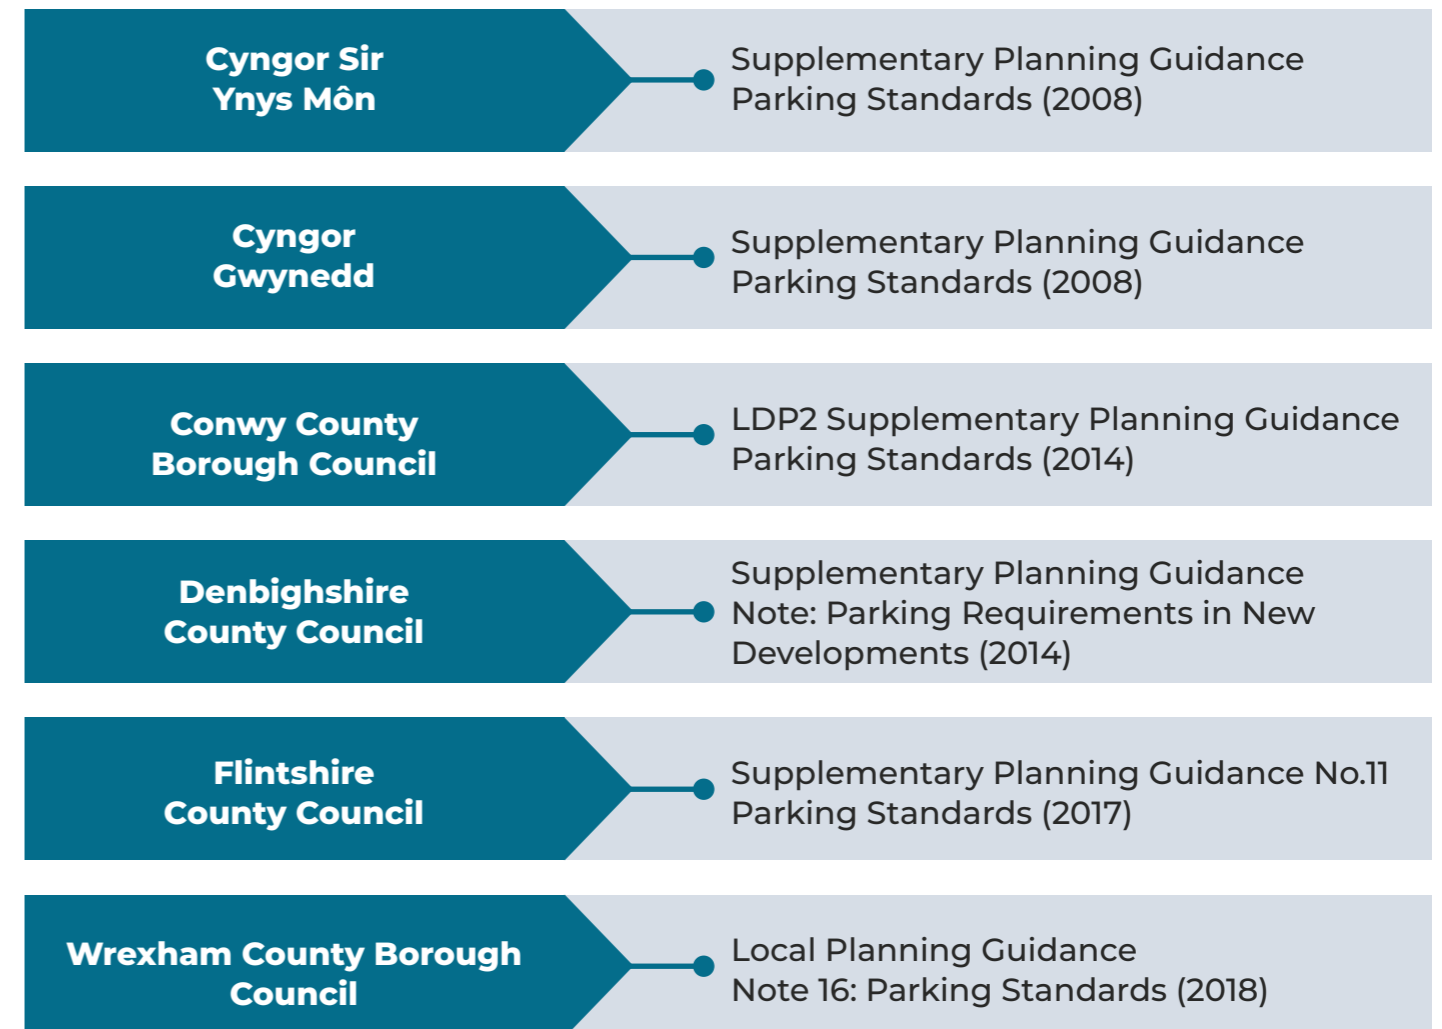 Cyngor Sir
Ynys Môn
Supplementary Planning Guidance
Parking Standards (2008)
Cyngor
Gwynedd
Supplementary Planning Guidance
Parking Standards (2008)
Conwy County
Borough Council
LDP2 Supplementary Planning Guidance
Parking Standards (2014)
Denbighshire
County Council
Supplementary Planning Guidance
Note: Parking Requirements in New
Developments (2014)
Flintshire
County Council
Supplementary Planning Guidance No.11
Parking Standards (2017)
Wrexham County Borough
Council
Local Planning Guidance
Note 16: Parking Standards (2018)